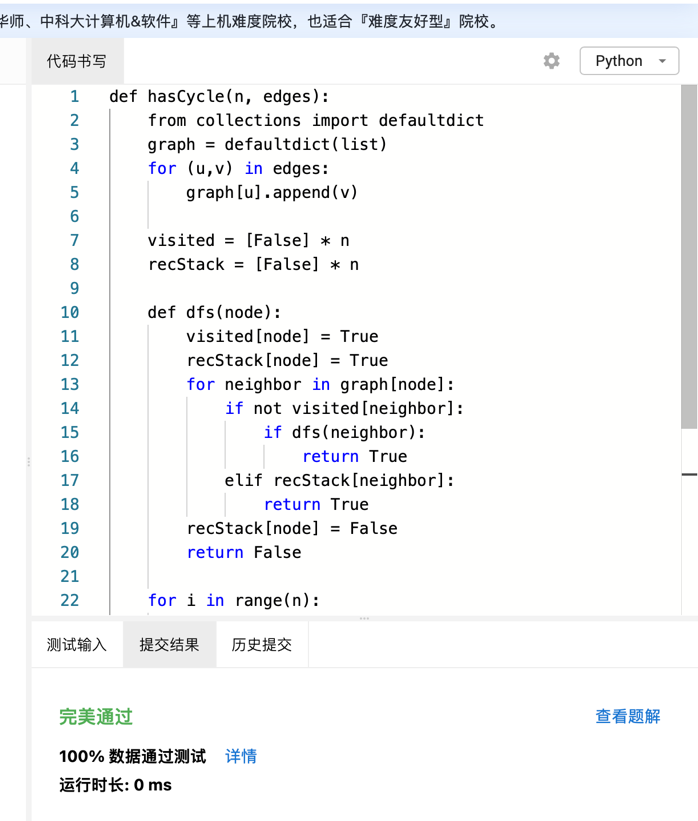 华师、中科大计算机&软件』等上机难度院校，也适合『难度友好型』院校。
代码书写
Python
1 def hasCycle(n, edges):
2     from collections import defaultdict
3     graph = defaultdict(list)
4     for (u,v) in edges:
5         graph[u].append(v)
6
7     visited = [False] * n
8     recStack = [False] * n
9
10     def dfs(node):
11         visited[node] = True
12         recStack[node] = True
13         for neighbor in graph[node]:
14             if not visited[neighbor]:
15                 if dfs(neighbor):
16                     return True
17             elif recStack[neighbor]:
18                 return True
19         recStack[node] = False
20         return False
21
22     for i in range(n):
测试输入 提交结果 历史提交
完美通过 查看题解
100% 数据通过测试 详情
运行时长: 0 ms